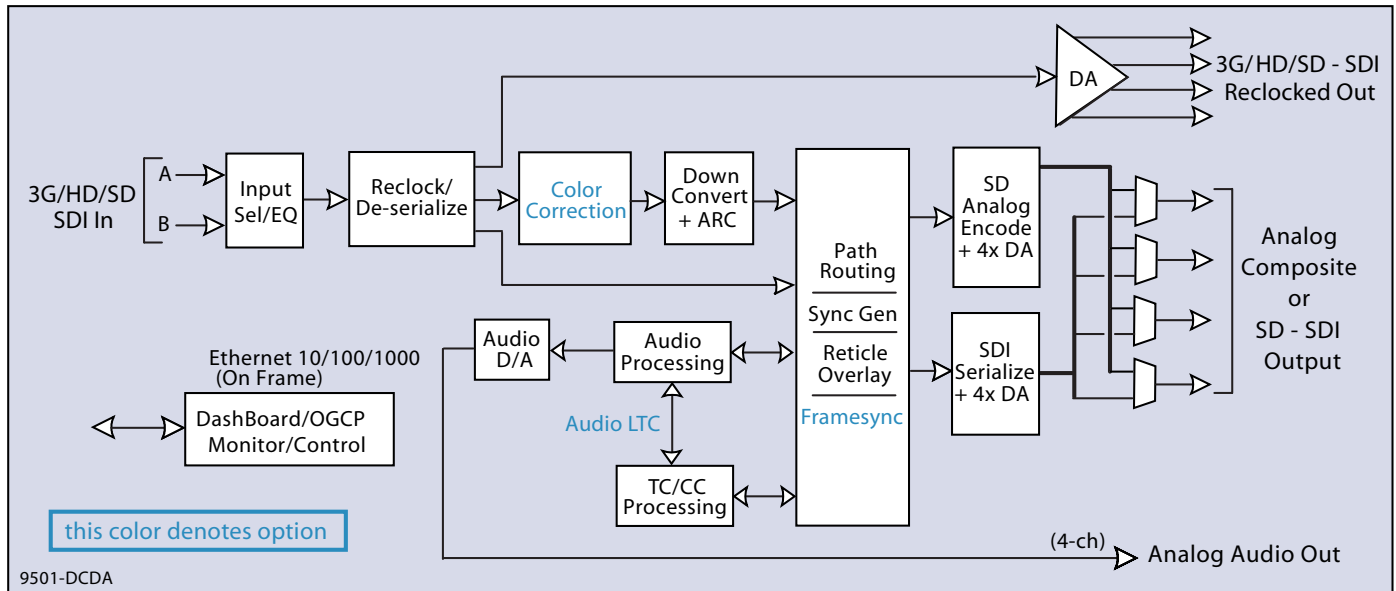 DA
3G/HD/SD - SDI
Reclocked Out
3G/HD/SD
SDI In
A
B
Input
Sel/EQ
Reclock/
De-serialize
Color
Correction
Down
Convert
+ ARC
Path
Routing
Sync Gen
Reticle
Overlay
Framesync
SD
Analog
Encode
+ 4x DA
SDI
Serialize
+ 4x DA
Analog
Composite
or
SD - SDI
Output
Audio
D/A
Audio
Processing
Audio LTC
TC/CC
Processing
Ethernet 10/100/1000
(On Frame)
DashBoard/OGCP
Monitor/Control
this color denotes option
(4-ch)
Analog Audio Out
9501-DCDA